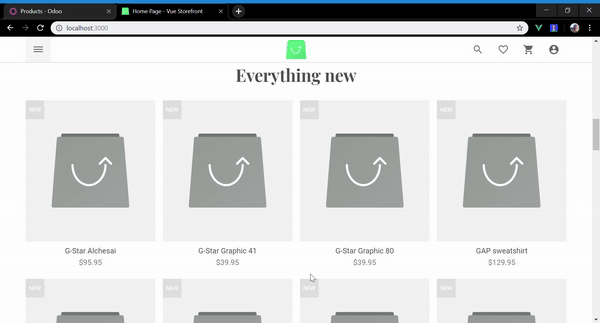 Products - Odoo
Home Page - Vue Storefront
localhost:3000
Everything new
NEW NEW NEW NEW
G-Star Alchesai G-Star Graphic 41 G-Star Graphic 80 GAP sweatshirt
$95.95 $39.95 $39.95 $129.95
NEW NEW NEW NEW